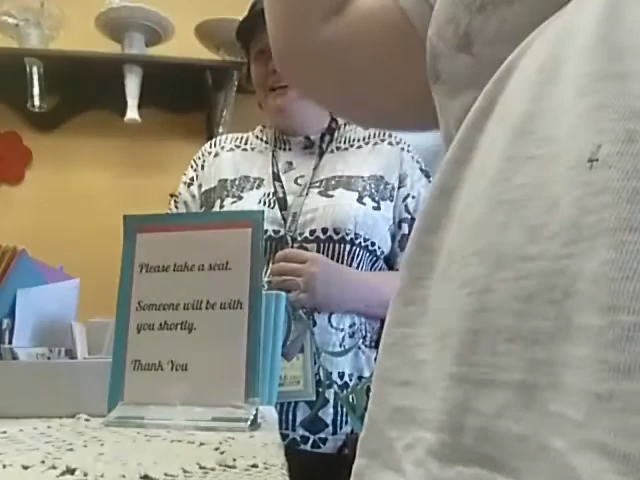 Please take a seat.
Someone will be with
you shortly.
Thank You